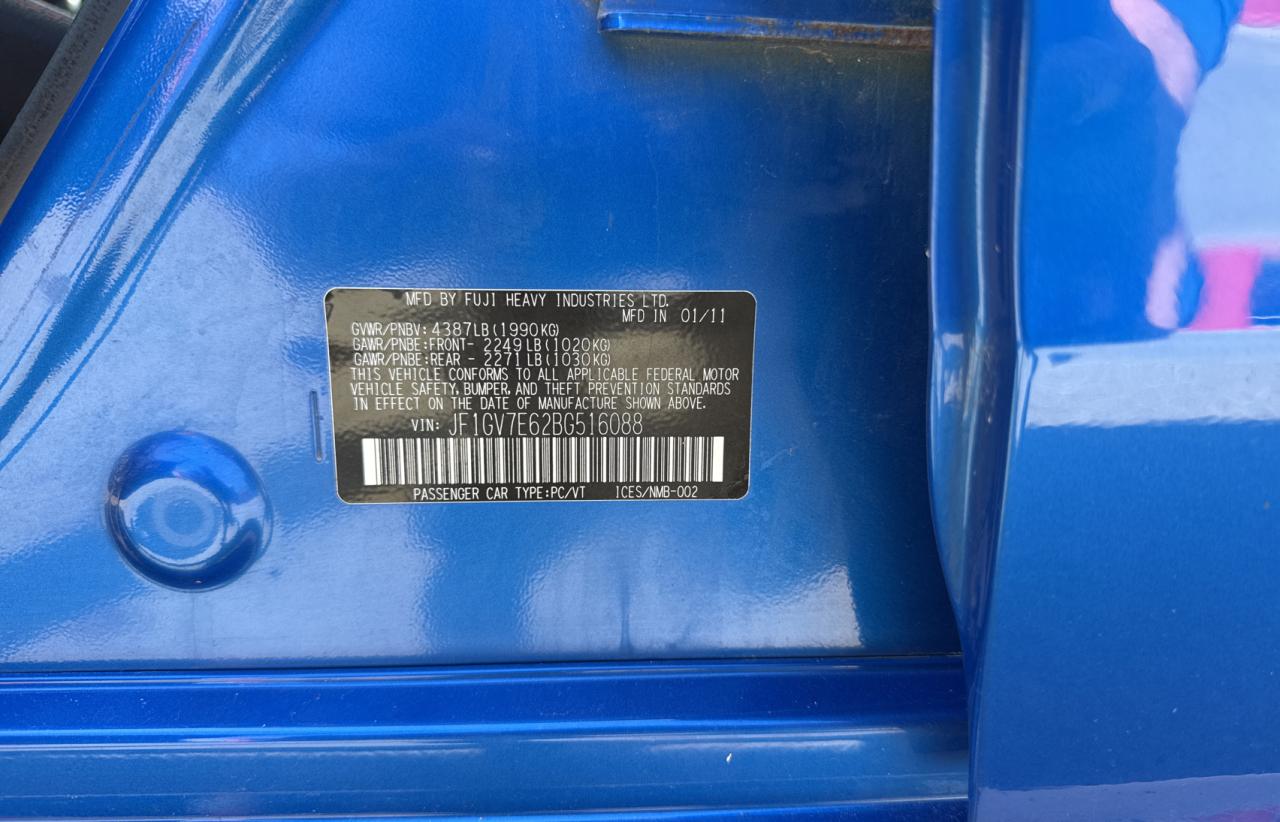 MFD BY FUJI HEAVY INDUSTRIES LTD.
MFD IN 01/11
GVWR/PNBV: 4387LB(1990KG)
GAWR/PNBE:FRONT- 2249LB(1020KG)
GAWR/PNBE:REAR - 2271LB(1030KG)
THIS VEHICLE CONFORMS TO ALL APPLICABLE FEDERAL MOTOR
VEHICLE SAFETY, BUMPER, AND THEFT PREVENTION STANDARDS
IN EFFECT ON THE DATE OF MANUFACTURE SHOWN ABOVE.
VIN: JF1GV7E62BG516088
PASSENGER CAR TYPE:PC/VT ICES/NMB-002